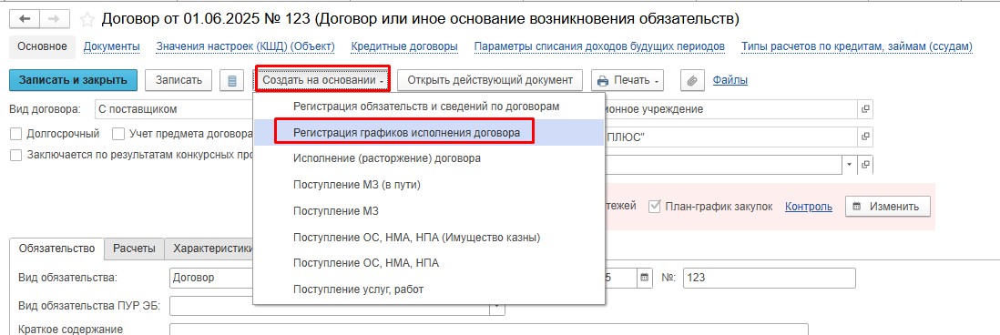 Договор от 01.06.2025 № 123 (Договор или иное основание возникновения обязательств)
Основное Документы Значения настроек (КШД) (Объект) Кредитные договоры Параметры списания доходов будущих периодов Типы расчетов по кредитам, займам (ссудам)
Записать и закрыть Записать Создать на основании Открыть действующий документ Печать Файлы
Вид договора: С поставщиком
Регистрация обязательств и сведений по договорам
ионное учреждение
Долгосрочный Учет предмета договора
Регистрация графиков исполнения договора
ПЛЮС"
Заключается по результатам конкурсных про
Исполнение (расторжение) договора
Поступление МЗ (в пути)
Поступление МЗ
тежей План-график закупок Контроль Изменить
Поступление ОС, НМА, НПА (Имущество казны)
Обязательство Расчеты Характеристики
Поступление ОС, НМА, НПА
Вид обязательства: Договор
5 №: 123
Поступление услуг, работ
Вид обязательства ПУР ЭБ:
Краткое содержание